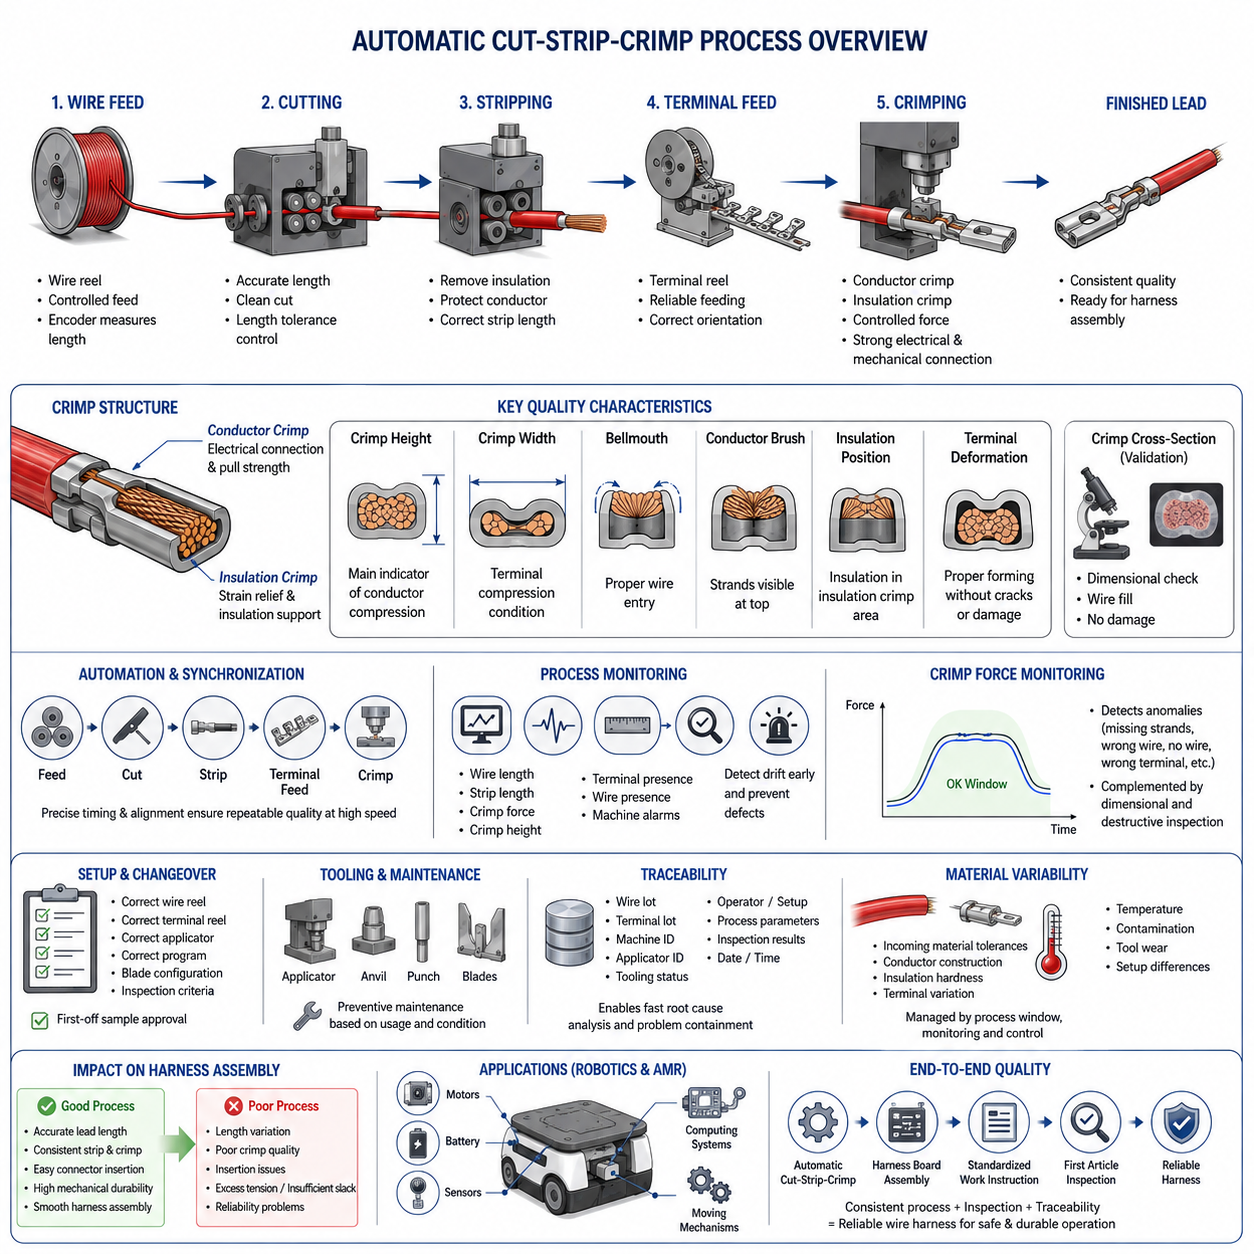 AUTOMATIC CUT-STRIP-CRIMP PROCESS OVERVIEW
1. WIRE FEED
• Wire reel
• Controlled feed
• Encoder measures
length
2. CUTTING
• Accurate length
• Clean cut
• Length tolerance
control
3. STRIPPING
• Remove insulation
• Protect conductor
• Correct strip length
4. TERMINAL FEED
• Terminal reel
• Reliable feeding
• Correct orientation
5. CRIMPING
• Conductor crimp
• Insulation crimp
• Controlled force
• Strong electrical &
mechanical connection
FINISHED LEAD
• Consistent quality
• Ready for harness
assembly
CRIMP STRUCTURE
Conductor Crimp
Electrical connection
& pull strength
Insulation Crimp
Strain relief &
insulation support
KEY QUALITY CHARACTERISTICS
Crimp Height
Main indicator
of conductor
compression
Crimp Width
Terminal
compression
condition
Bellmouth
Proper wire
entry
Conductor Brush
Strands visible
at top
Insulation
Position
Insulation in
insulation crimp
area
Terminal
Deformation
Proper forming
without cracks
or damage
Crimp Cross-Section
(Validation)
• Dimensional check
• Wire fill
• No damage
AUTOMATION & SYNCHRONIZATION
Feed
Cut
Strip
Terminal
Feed
Crimp
Precise timing & alignment ensure repeatable quality at high speed
PROCESS MONITORING
• Wire length
• Strip length
• Crimp force
• Crimp height
• Terminal presence
• Wire presence
• Machine alarms
Detect drift early
and prevent
defects
CRIMP FORCE MONITORING
Force
OK Window
Time
• Detects anomalies
(missing strands,
wrong wire, no wire,
wrong terminal, etc.)
• Complemented by
dimensional and
destructive inspection
SETUP & CHANGEOVER
• Correct wire reel
• Correct terminal reel
• Correct applicator
• Correct program
• Blade configuration
• Inspection criteria
First-off sample approval
TOOLING & MAINTENANCE
Applicator
Anvil
Punch
Blades
Preventive maintenance
based on usage and condition
TRACEABILITY
• Wire lot
• Terminal lot
• Machine ID
• Applicator ID
• Tooling status
• Operator / Setup
• Process parameters
• Inspection results
• Date / Time
Enables fast root cause
analysis and problem containment
MATERIAL VARIABILITY
• Incoming material tolerances
• Conductor construction
• Insulation hardness
• Terminal variation
• Temperature
• Contamination
• Tool wear
• Setup differences
Managed by process window,
monitoring and control
IMPACT ON HARNESS ASSEMBLY
Good Process
• Accurate lead length
• Consistent strip & crimp
• Easy connector insertion
• High mechanical durability
• Smooth harness assembly
Poor Process
• Length variation
• Poor crimp quality
• Insertion issues
• Excess tension / Insufficient slack
• Reliability problems
APPLICATIONS (ROBOTICS & AMR)
Motors
Battery
Sensors
Computing
Systems
Moving
Mechanisms
END-TO-END QUALITY
Automatic
Cut-Strip-Crimp
Harness Board
Assembly
Standardized
Work Instruction
First Article
Inspection
Reliable
Harness
Consistent process + Inspection + Traceability
= Reliable wire harness for safe & durable operation